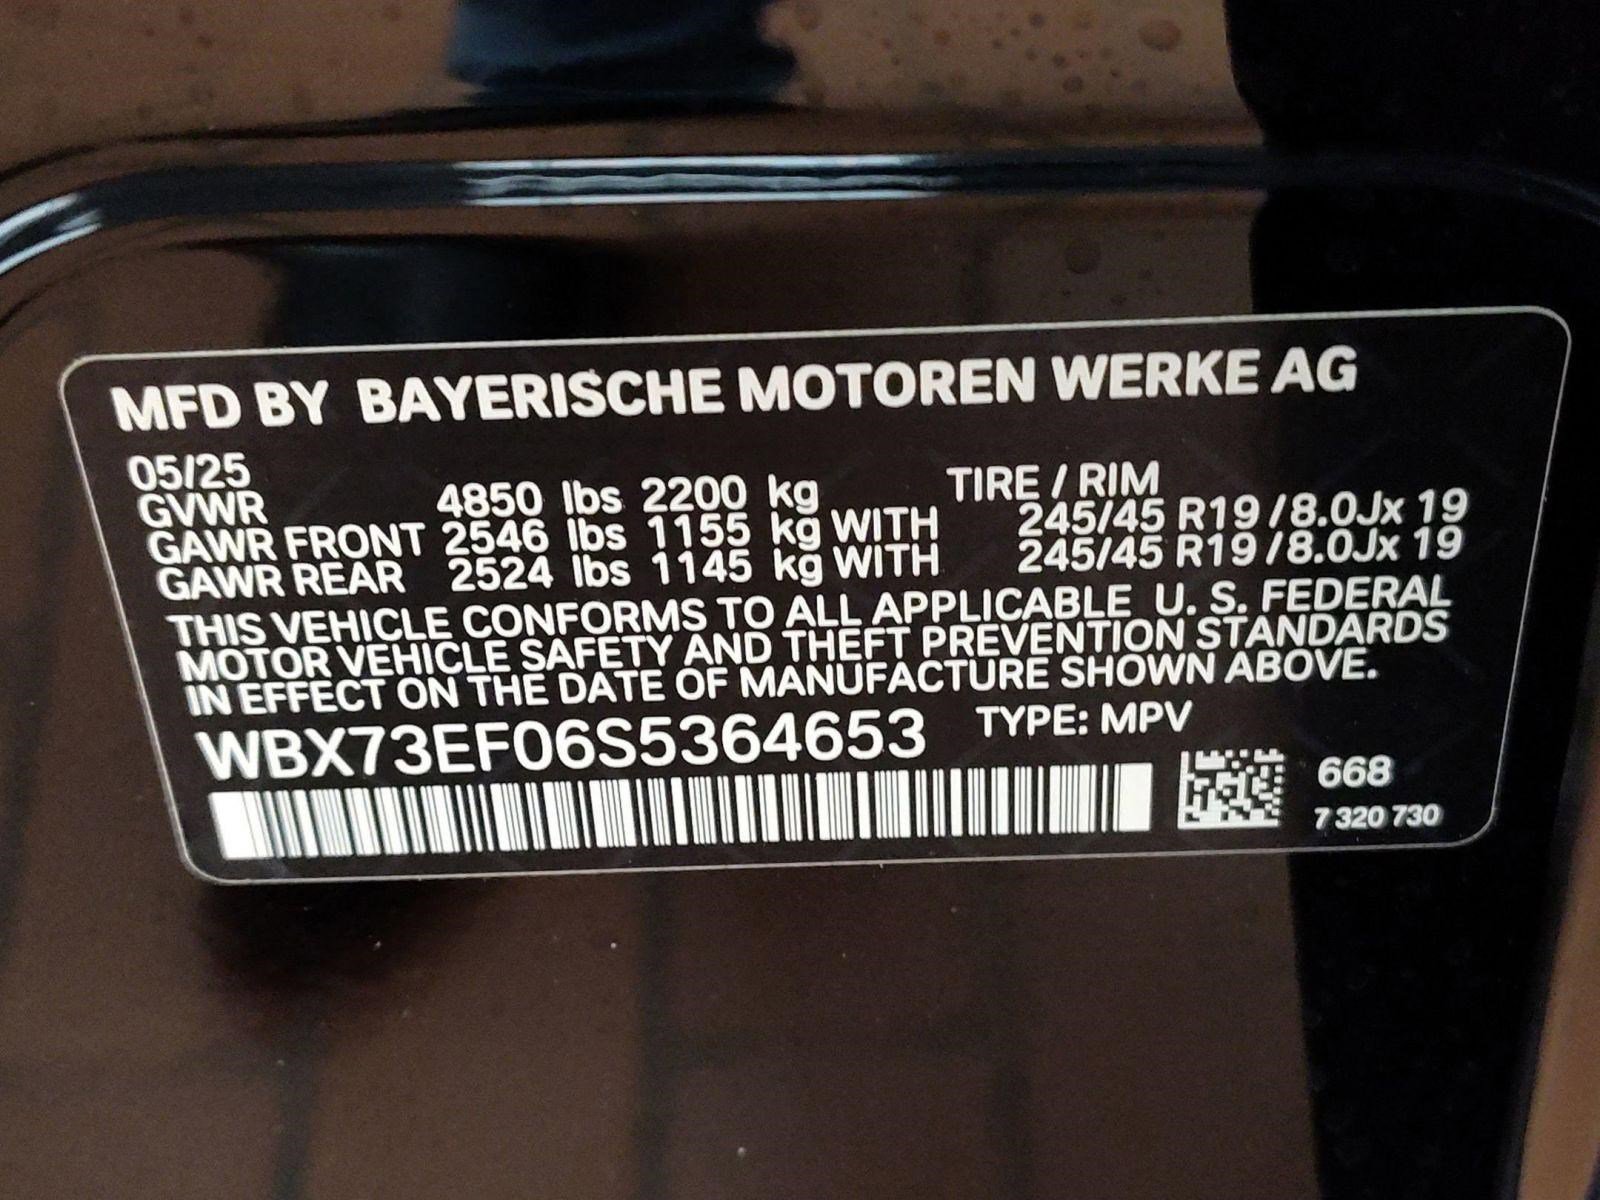 MFD BY BAYERISCHE MOTOREN WERKE AG
05/25
GVWR 4850 lbs 2200 kg TIRE / RIM
GAWR FRONT 2546 lbs 1155 kg WITH 245/45 R19 / 8.0Jx 19
GAWR REAR 2524 lbs 1145 kg WITH 245/45 R19 / 8.0Jx 19
THIS VEHICLE CONFORMS TO ALL APPLICABLE U. S. FEDERAL
MOTOR VEHICLE SAFETY AND THEFT PREVENTION STANDARDS
IN EFFECT ON THE DATE OF MANUFACTURE SHOWN ABOVE.
WBX73EF06S5364653 TYPE: MPV
668
7 320 730